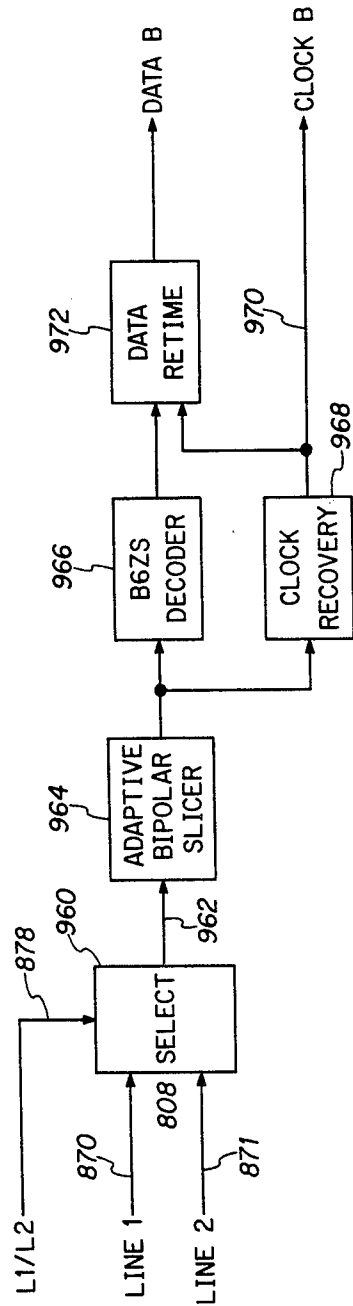 L1/L2
878
960
LINE 1
870
LINE 2
871
SELECT
808
962
964
ADAPTIVE
BIPOLAR
SLICER
966
B6ZS
DECODER
972
DATA
RETIME
DATA B
CLOCK
RECOVERY
968
970
CLOCK B